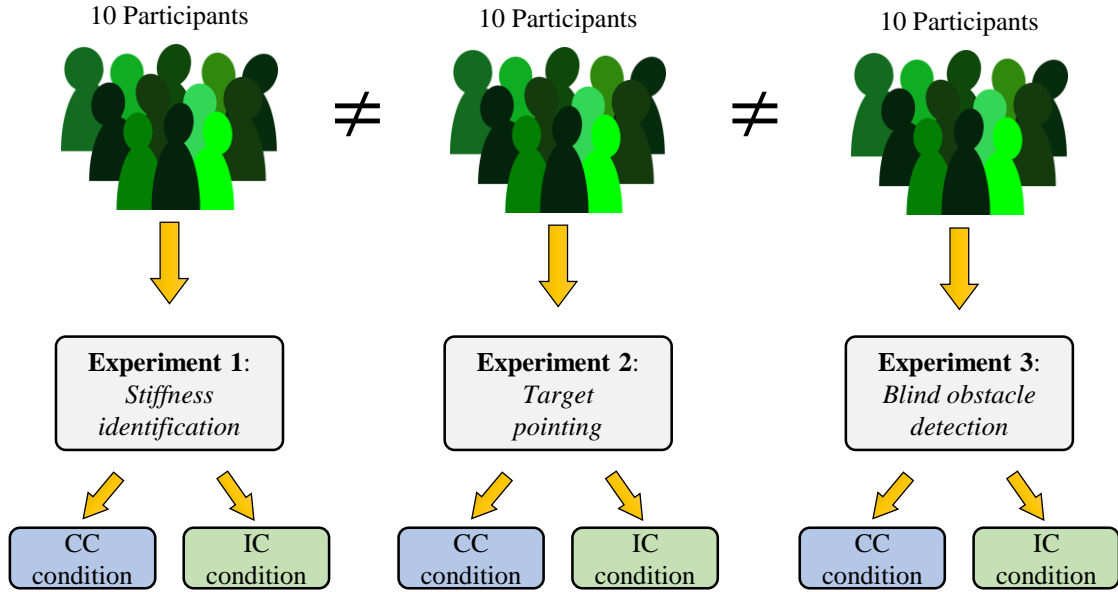 10 Participants
10 Participants
10 Participants
≠
≠
Experiment 1:
Stiffness
identification
Experiment 2:
Target
pointing
Experiment 3:
Blind obstacle
detection
CC
condition
IC
condition
CC
condition
IC
condition
CC
condition
IC
condition